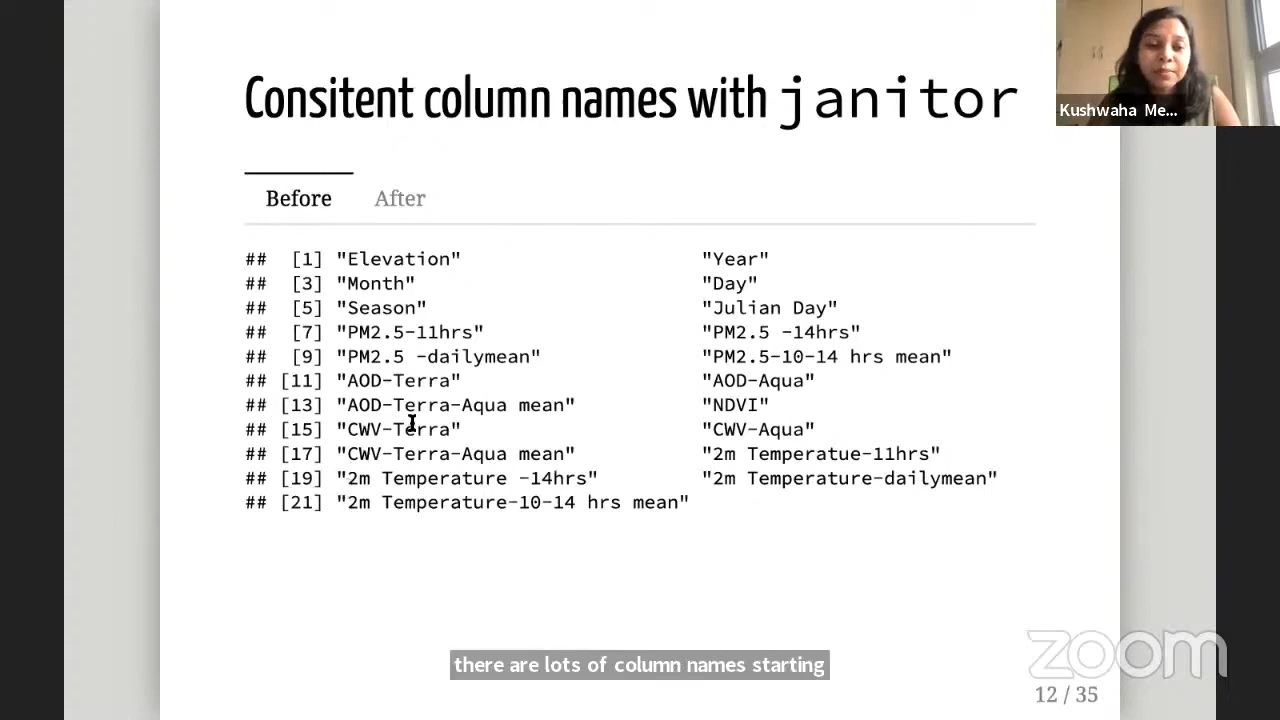 Consitent column names with janitor
Kushwaha Me...
Before After
## [1] "Elevation" "Year"
## [3] "Month" "Day"
## [5] "Season" "Julian Day"
## [7] "PM2.5-11hrs" "PM2.5 -14hrs"
## [9] "PM2.5 -dailymean" "PM2.5-10-14 hrs mean"
## [11] "AOD-Terra" "AOD-Aqua"
## [13] "AOD-Terra-Aqua mean" "NDVI"
## [15] "CWV-Terra" "CWV-Aqua"
## [17] "CWV-Terra-Aqua mean" "2m Temperatue-11hrs"
## [19] "2m Temperature -14hrs" "2m Temperature-dailymean"
## [21] "2m Temperature-10-14 hrs mean"
there are lots of column names starting
zoom
12 / 35